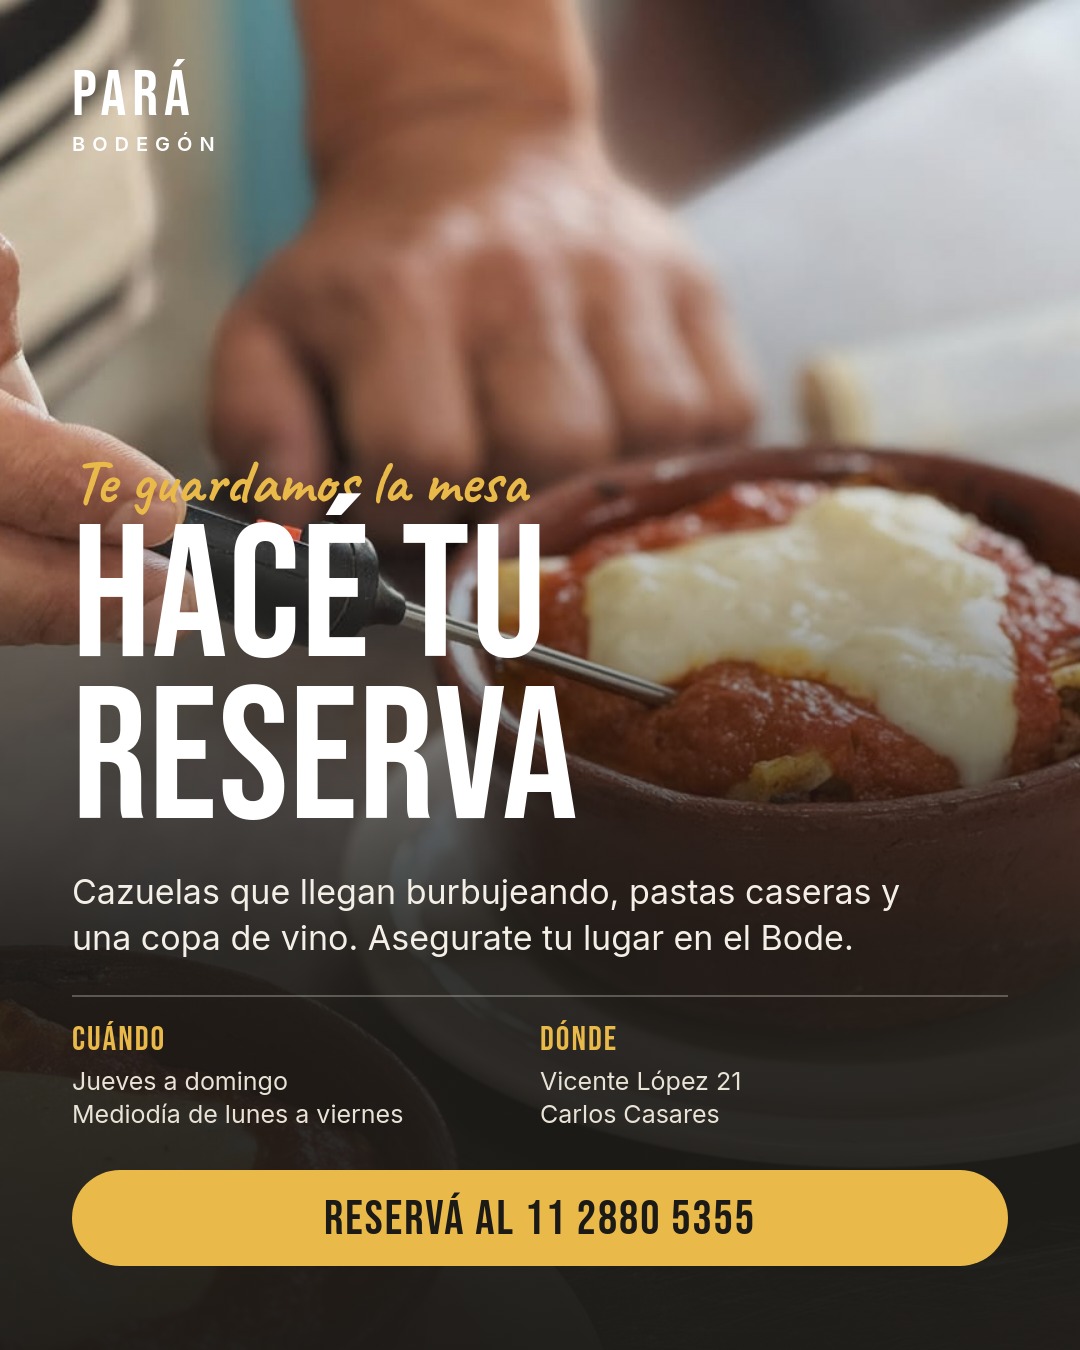 PARÁ
BODEGÓN
Te guardamos la mesa
HACÉ TU
RESERVA
Cazuelas que llegan burbujeando, pastas caseras y
una copa de vino. Asegurate tu lugar en el Bode.
CUÁNDO
Jueves a domingo
Mediodía de lunes a viernes
DÓNDE
Vicente López 21
Carlos Casares
RESERVÁ AL 11 2880 5355